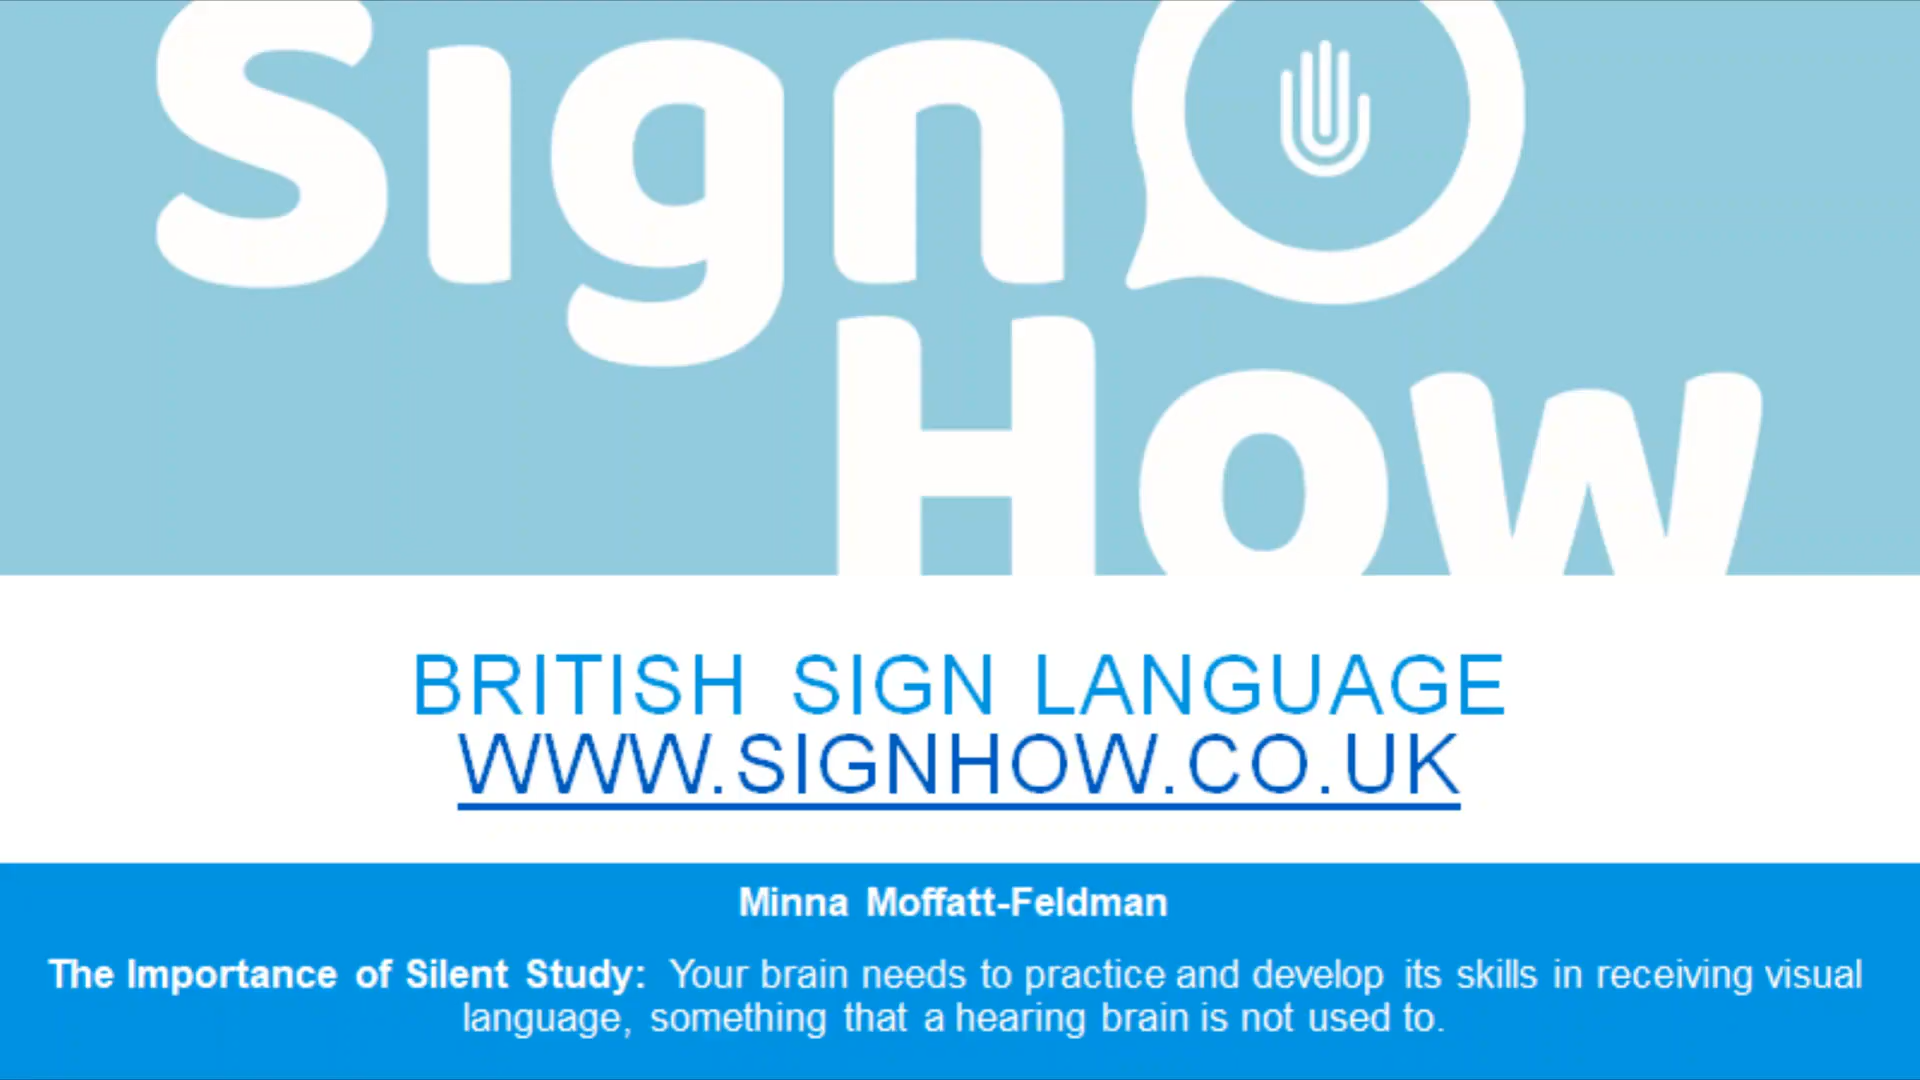 Sign
How
BRITISH SIGN LANGUAGE
WWW.SIGNHOW.CO.UK
Minna Moffatt-Feldman
The Importance of Silent Study: Your brain needs to practice and develop its skills in receiving visual
language, something that a hearing brain is not used to.